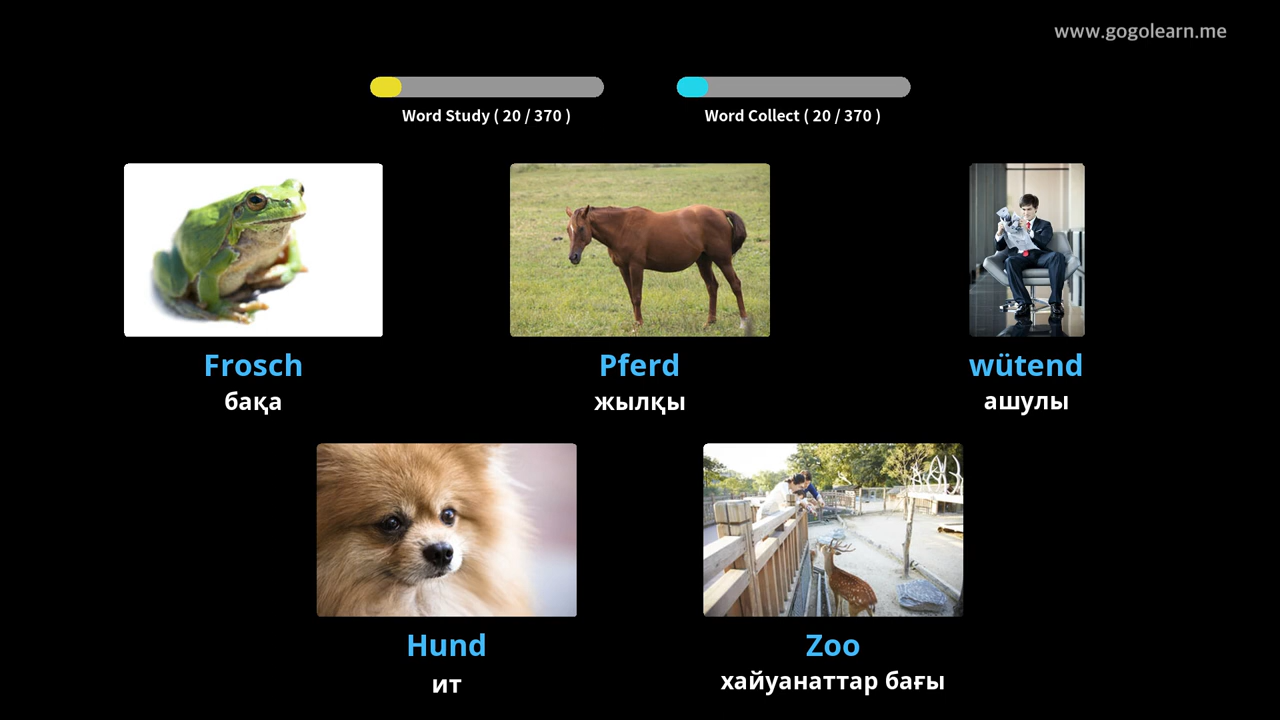 www.gogolearn.me
Word Study ( 20 / 370 )
Word Collect ( 20 / 370 )
Frosch
бақа
Pferd
жылқы
wütend
ашулы
Hund
ит
Zoo
хайуанаттар бағы